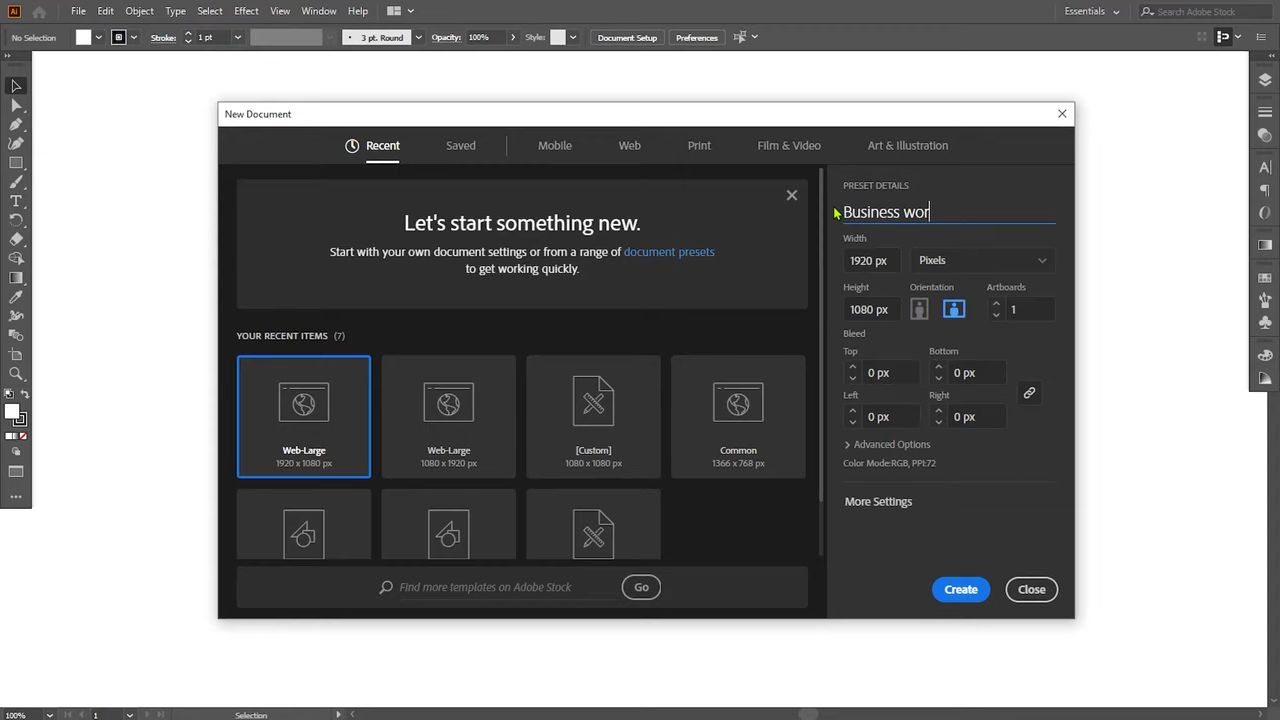 Ai File Edit Object Type Select Effect View Window Help Essentials Search Adobe Stock
No Selection Stroke: 1 pt 3 pt. Round Opacity: 100% Style: Document Setup Preferences
New Document
Recent Saved Mobile Web Print Film & Video Art & Illustration
Let's start something new.
Start with your own document settings or from a range of document presets
to get working quickly.
YOUR RECENT ITEMS (7)
Web-Large
1920 x 1080 px
Web-Large
1080 x 1920 px
[Custom]
1080 x 1080 px
Common
1366 x 768 px
Find more templates on Adobe Stock Go
PRESET DETAILS
Business wor
Width
1920 px Pixels
Height Orientation Artboards
1080 px 1
Bleed
Top Bottom
0 px 0 px
Left Right
0 px 0 px
Advanced Options
Color Mode:RGB, PPI:72
More Settings
Create Close
100% 1 Selection